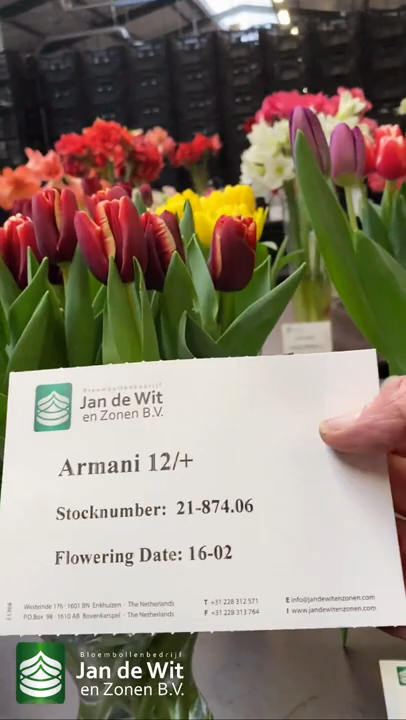 Bloembollenbedrijf
Jan de Wit
en Zonen B.V.
Armani 12/+
Stocknumber: 21-874.06
Flowering Date: 16-02
Westeinde 176 · 1601 BN Enkhuizen · The Netherlands
P.O.Box 98 · 1610 AB Bovenkarspel · The Netherlands
T +31 228 312 571
F +31 228 313 764
E info@jandewitenzonen.com
I www.jandewitenzonen.com
Bloembollenbedrijf
Jan de Wit
en Zonen B.V.